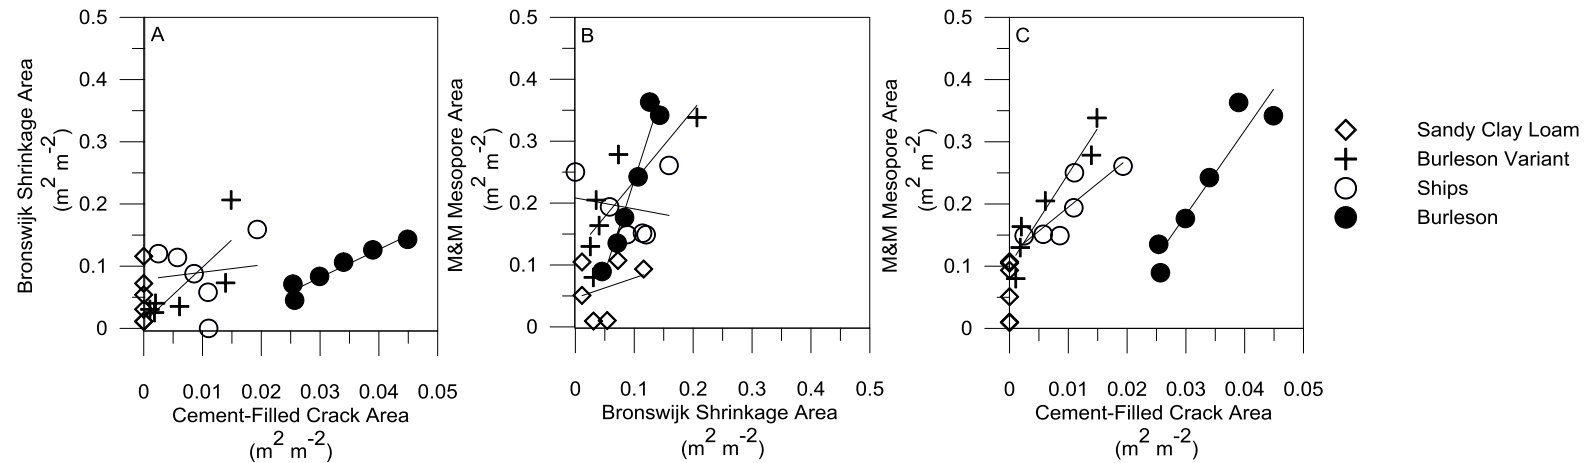 Bronswijk Shrinkage Area
(m2 m-2)
0.5
0.4
0.3
0.2
0.1
0
A
0 0.01 0.02 0.03 0.04 0.05
Cement-Filled Crack Area
(m2 m-2)
M&M Mesopore Area
(m2 m-2)
0.5
0.4
0.3
0.2
0.1
0
B
0 0.1 0.2 0.3 0.4 0.5
Bronswijk Shrinkage Area
(m2 m-2)
M&M Mesopore Area
(m2 m-2)
0.5
0.4
0.3
0.2
0.1
0
C
0 0.01 0.02 0.03 0.04 0.05
Cement-Filled Crack Area
(m2 m-2)
Sandy Clay Loam
Burleson Variant
Ships
Burleson